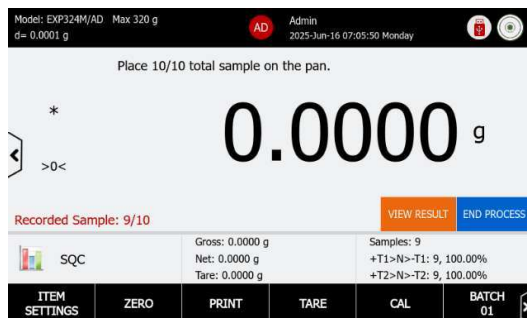 Model: EXP324M/AD Max 320 g
d= 0.0001 g
AD
Admin
2025-Jun-16 07:05:50 Monday
Place 10/10 total sample on the pan.
*
>0<
0.0000 g
Recorded Sample: 9/10
VIEW RESULT
END PROCESS
SQC
Gross: 0.0000 g
Net: 0.0000 g
Tare: 0.0000 g
Samples: 9
+T1>N>-T1: 9, 100.00%
+T2>N>-T2: 9, 100.00%
ITEM
SETTINGS
ZERO
PRINT
TARE
CAL
BATCH
01